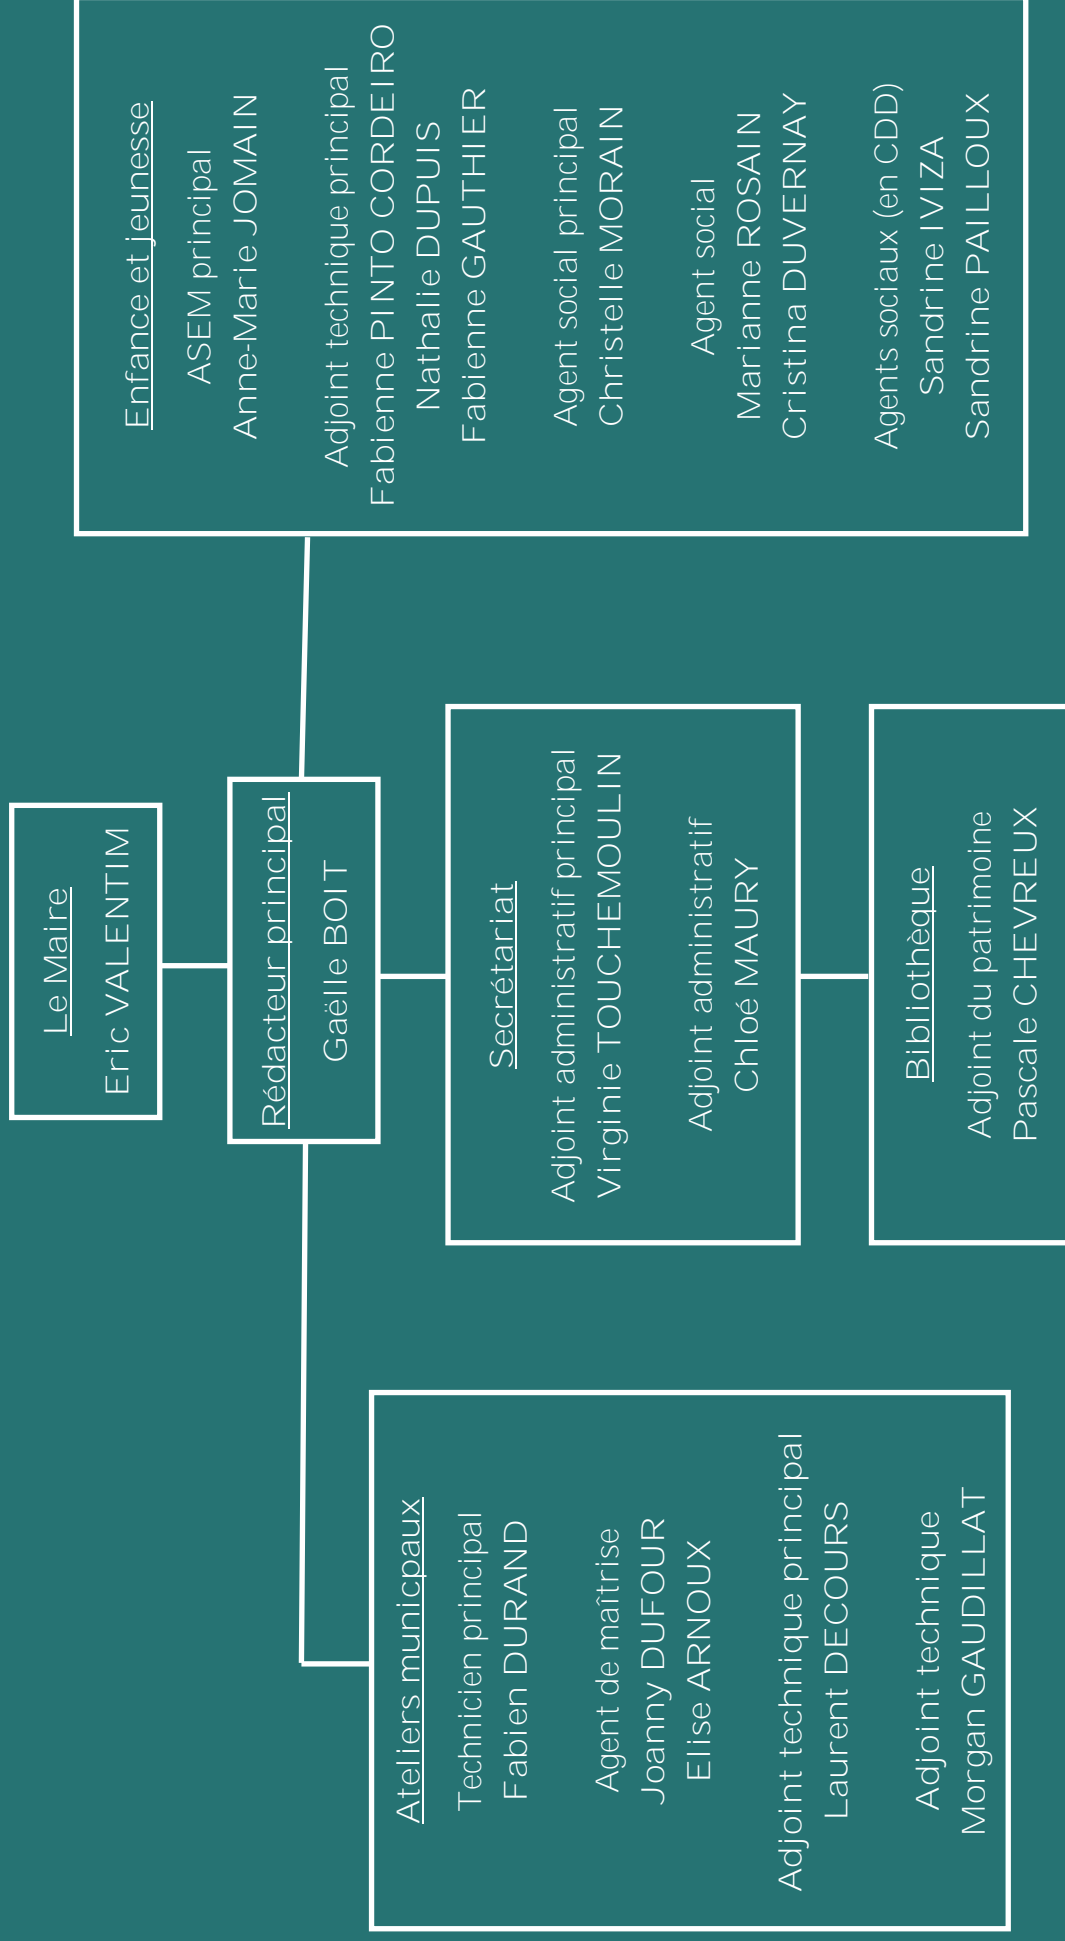 Le Maire
Eric VALENTIM
Rédacteur principal
Gaëlle BOIT
Ateliers municpaux
Technicien principal
Fabien DURAND
Agent de maîtrise
Joanny DUFOUR
Elise ARNOUX
Adjoint technique principal
Laurent DECOURS
Adjoint technique
Morgan GAUDILLAT
Secrétariat
Adjoint administratif principal
Virginie TOUCHEMOULIN
Adjoint administratif
Chloé MAURY
Bibliothèque
Adjoint du patrimoine
Pascale CHEVREUX
Enfance et jeunesse
ASEM principal
Anne-Marie JOMAIN
Adjoint technique principal
Fabienne PINTO CORDEIRO
Nathalie DUPUIS
Fabienne GAUTHIER
Agent social principal
Christelle MORAIN
Agent social
Marianne ROSAIN
Cristina DUVERNAY
Agents sociaux (en CDD)
Sandrine IVIZA
Sandrine PAILLOUX